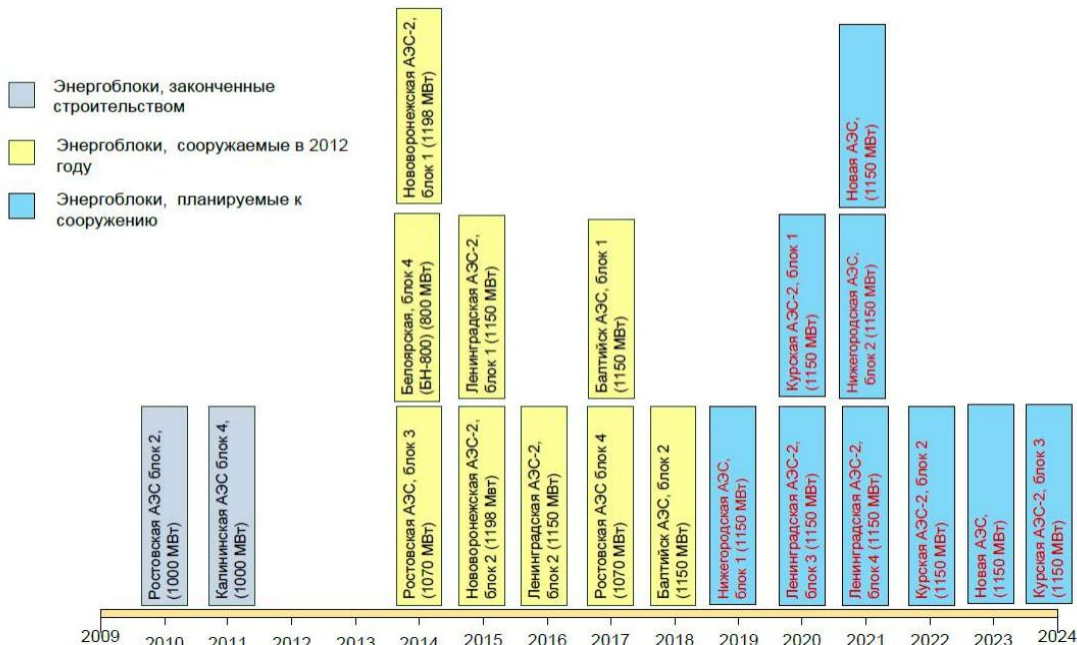 Энергоблоки, законченные
строительством
Энергоблоки, сооружаемые в 2012
году
Энергоблоки, планируемые к
сооружению
Нововоронежская АЭС-2,
блок 1 (1198 МВт)
Новая АЭС,
(1150 МВт)
Белоярская, блок 4
(БН-800) (800 МВт)
Ленинградская АЭС-2,
блок 1 (1150 МВт)
Балтийск АЭС, блок 1
(1150 МВт)
Курская АЭС-2, блок 1
(1150 МВт)
Нижегородская АЭС,
блок 2 (1150 МВт)
Ростовская АЭС блок 2,
(1000 МВт)
Калининская АЭС блок 4,
(1000 МВт)
Ростовская АЭС, блок 3
(1070 МВт)
Нововоронежская АЭС-2,
блок 2 (1198 Мвт)
Ленинградская АЭС-2,
блок 2 (1150 МВт)
Ростовская АЭС блок 4
(1070 МВт)
Балтийск АЭС, блок 2
(1150 МВт)
Нижегородская АЭС,
блок 1 (1150 МВт)
Ленинградская АЭС-2,
блок 3 (1150 МВт)
Ленинградская АЭС-2,
блок 4 (1150 МВт)
Курская АЭС-2, блок 2
(1150 МВт)
Новая АЭС,
(1150 МВт)
Курская АЭС-2, блок 3
(1150 МВт)
2009 2010 2011 2012 2013 2014 2015 2016 2017 2018 2019 2020 2021 2022 2023 2024